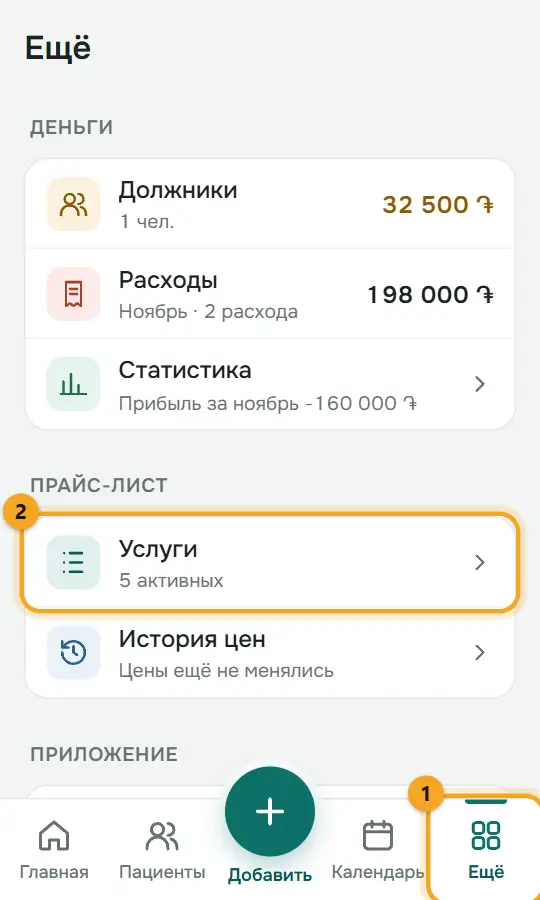 Ещё
ДЕНЬГИ
Должники
1 чел.
32 500 ֏
Расходы
Ноябрь · 2 расхода
198 000 ֏
Статистика
Прибыль за ноябрь -160 000 ֏
ПРАЙС-ЛИСТ
2
Услуги
5 активных
История цен
Цены ещё не менялись
ПРИЛОЖЕНИЕ
1
Главная
Пациенты
Добавить
Календарь
Ещё